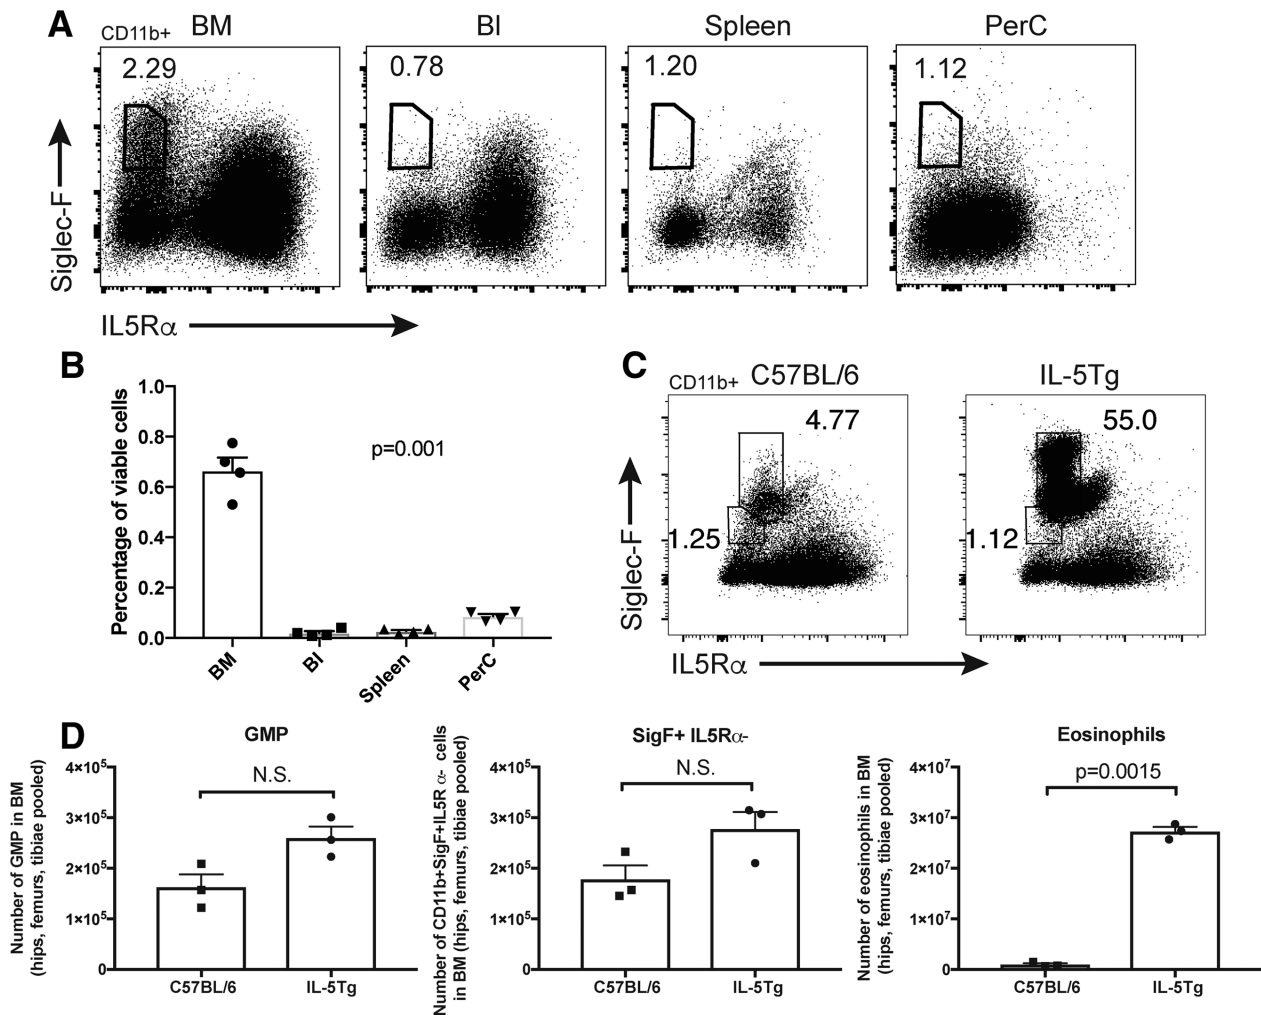 A
CD11b+ BM
BI
Spleen
PerC
2.29
0.78
1.20
1.12
Siglec-F
IL5Rα
B
Percentage of viable cells
1.0
0.8
0.6
0.4
0.2
0.0
p=0.001
BM
BI
Spleen
PerC
C
CD11b+ C57BL/6
IL-5Tg
4.77
55.0
1.25
1.12
Siglec-F
IL5Rα
D
GMP
Number of GMP in BM
(hips, femurs, tibiae pooled)
4×10⁵
3×10⁵
2×10⁵
1×10⁵
0
N.S.
C57BL/6
IL-5Tg
SigF+ IL5Rα-
Number of CD11b+SigF+IL5R α- cells
in BM (hips, femurs, tibiae pooled)
4×10⁵
3×10⁵
2×10⁵
1×10⁵
0
N.S.
C57BL/6
IL-5Tg
Eosinophils
Number of eosinophils in BM
(hips, femurs, tibiae pooled)
4×10⁷
3×10⁷
2×10⁷
1×10⁷
0
p=0.0015
C57BL/6
IL-5Tg